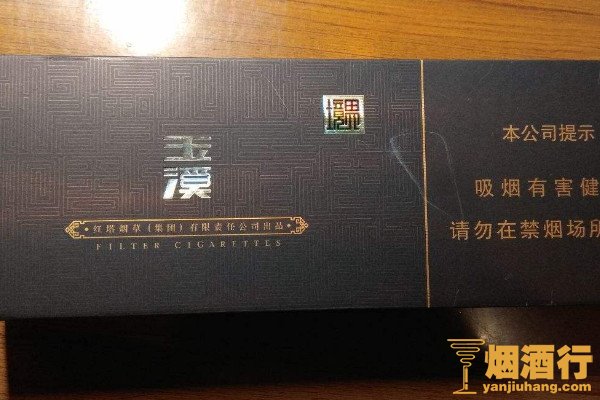 境界
玉
溪
·红塔烟草(集团)有限责任公司出品·
FILTER CIGARETTES
本公司提示
吸烟有害健
请勿在禁烟场所
烟酒行
yanjiuhang.com